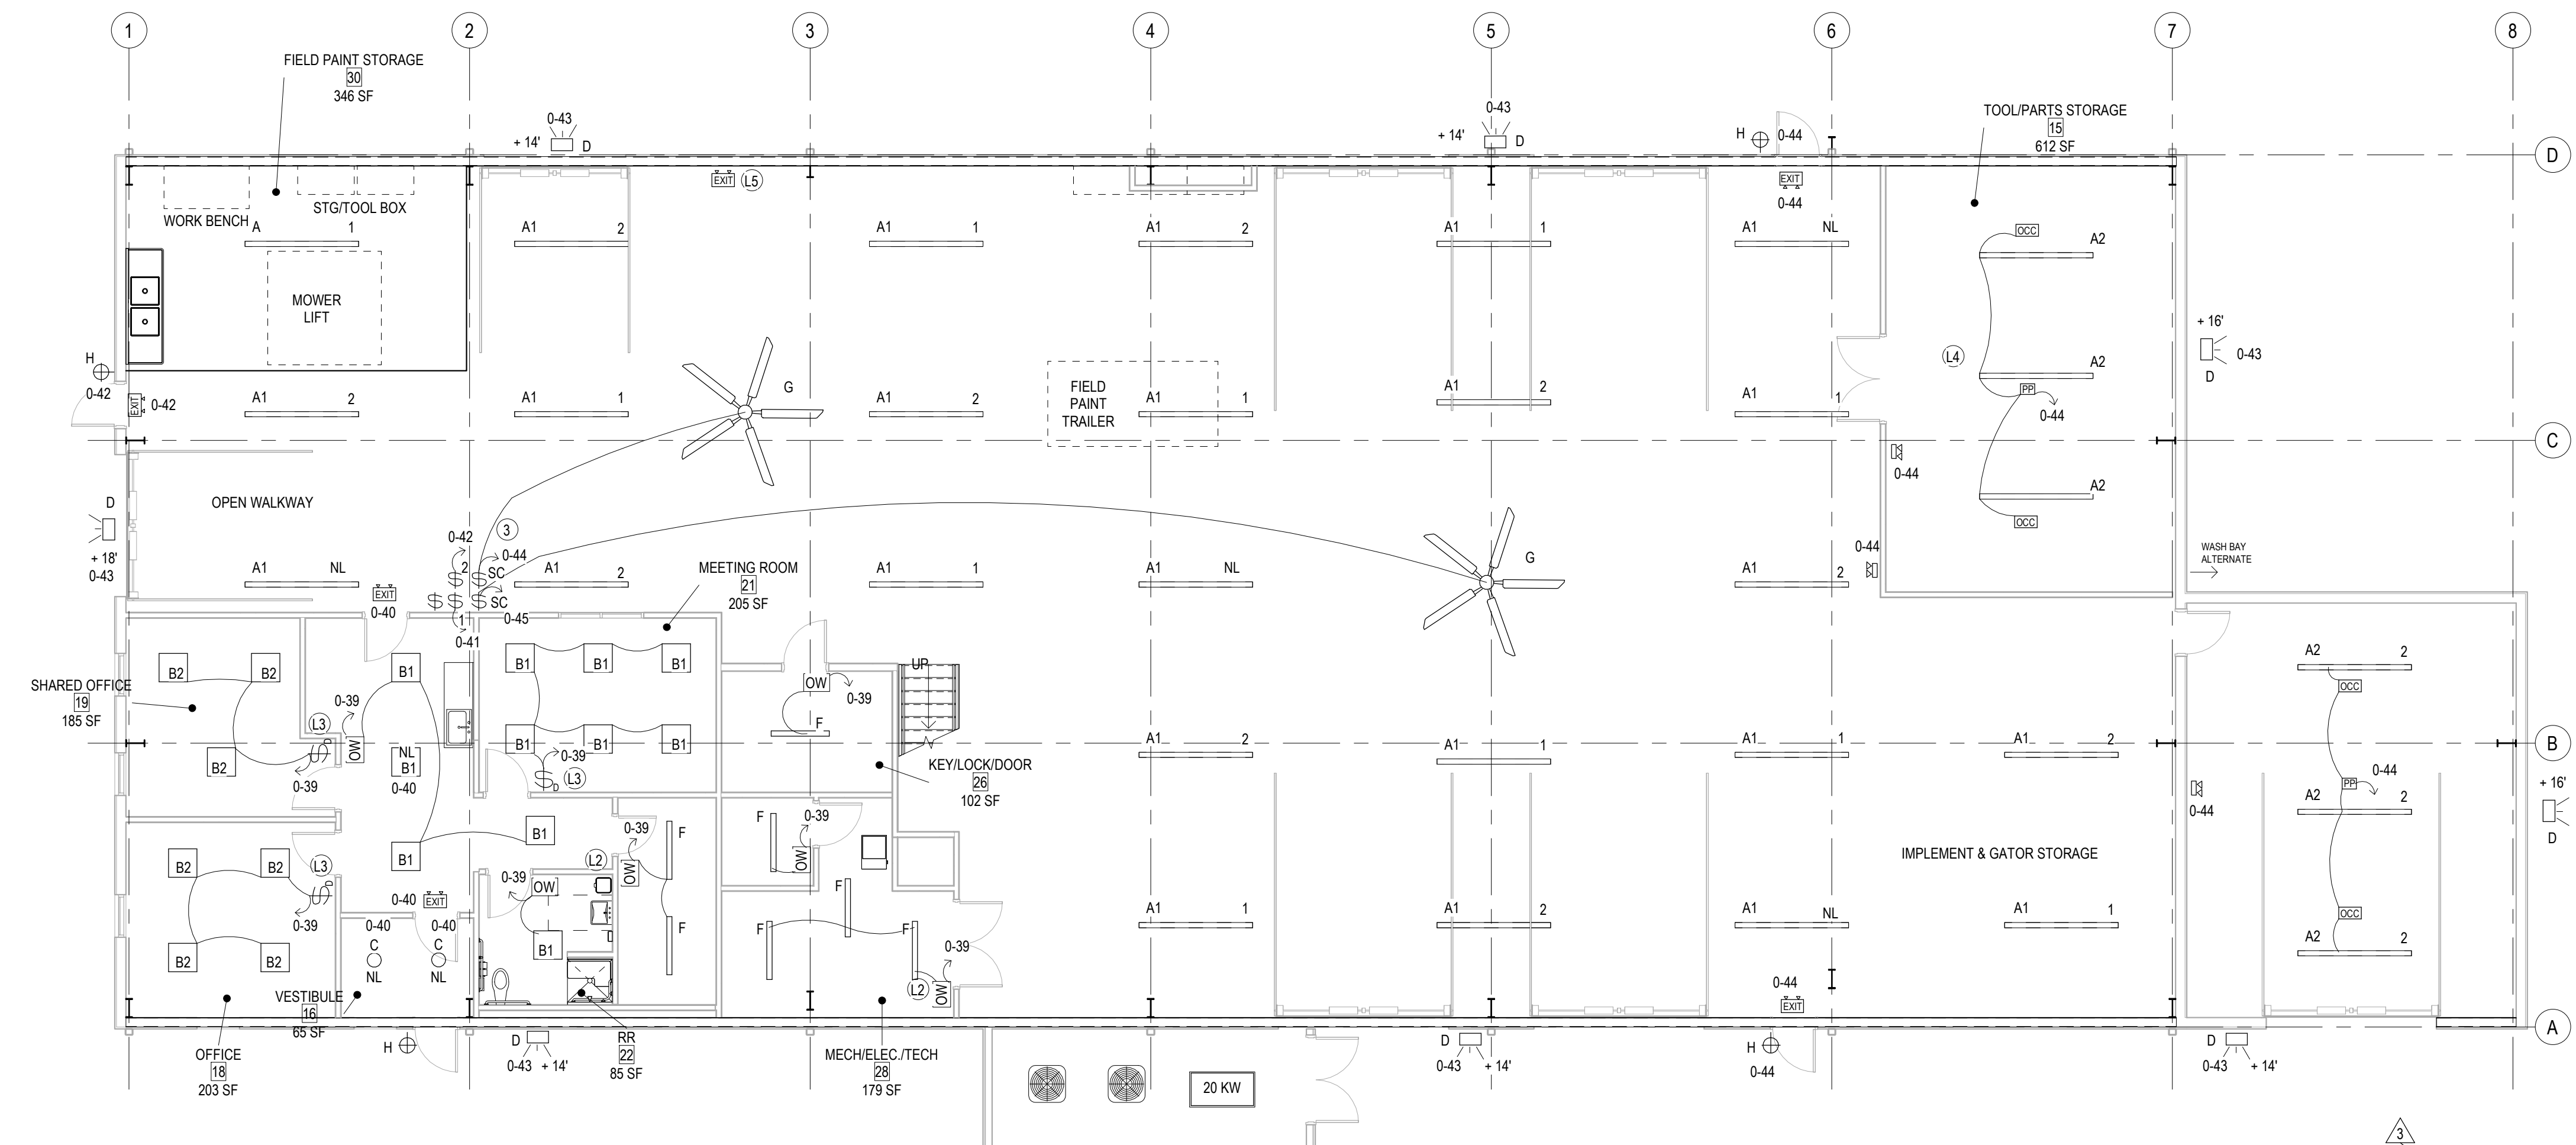 1 2 3 4 5 6 7 8
FIELD PAINT STORAGE
30
346 SF
0-43
+ 14' D
0-43
+ 14' D
H 0-44
TOOL/PARTS STORAGE
15
612 SF
D
EXIT L5
EXIT
0-44
WORK BENCH
STG/TOOL BOX
A 1
A1 2
A1 1
A1 2
A1 1
A1 NL
OCC
A2
MOWER
LIFT
H
0-42
EXIT 0-42
G
FIELD
PAINT
TRAILER
L4
A2
PP
0-44
+ 16'
0-43
D
A1 2
A1 1
A1 2
A1 1
A1 2
A1 1
C
0-44
A2
OCC
OPEN WALKWAY
D
+ 18'
0-43
3
0-42
0-44
2 SC
SC
1 0-45
0-41
A1 NL
EXIT
0-40
A1 2
A1 1
A1 NL
G
A1 2
0-44
WASH BAY
ALTERNATE
MEETING ROOM
21
205 SF
SHARED OFFICE
19
185 SF
B2 B2
B2
L3
D
0-39
0-39
OW
B1
NL
B1
0-40
B1 B1 B1
B1 B1 B1
0-39
D
L3
OW
0-39
F
UP
KEY/LOCK/DOOR
26
102 SF
A1 2
A1 1
A1 1
A1 2
B
A2 2
OCC
0-44
PP
A2 2
0-44
+ 16'
D
B2 B2
B2 B2
L3
D
0-39
B1
B1
L2
0-39
OW
F
F
0-39
OW
B1
F
0-39
OW
IMPLEMENT & GATOR STORAGE
0-40 EXIT
0-40 0-40
C C
NL NL
F F F
0-39
L2
OW
A1 1
A1 2
A1 NL
A1 1
OCC
A2 2
0-44
EXIT
VESTIBULE
16
65 SF
OFFICE
18
203 SF
H
D
0-43 + 14'
RR
22
85 SF
MECH/ELEC./TECH
28
179 SF
D
0-43 + 14'
H
0-44
D
0-43 + 14'
A
20 KW
3